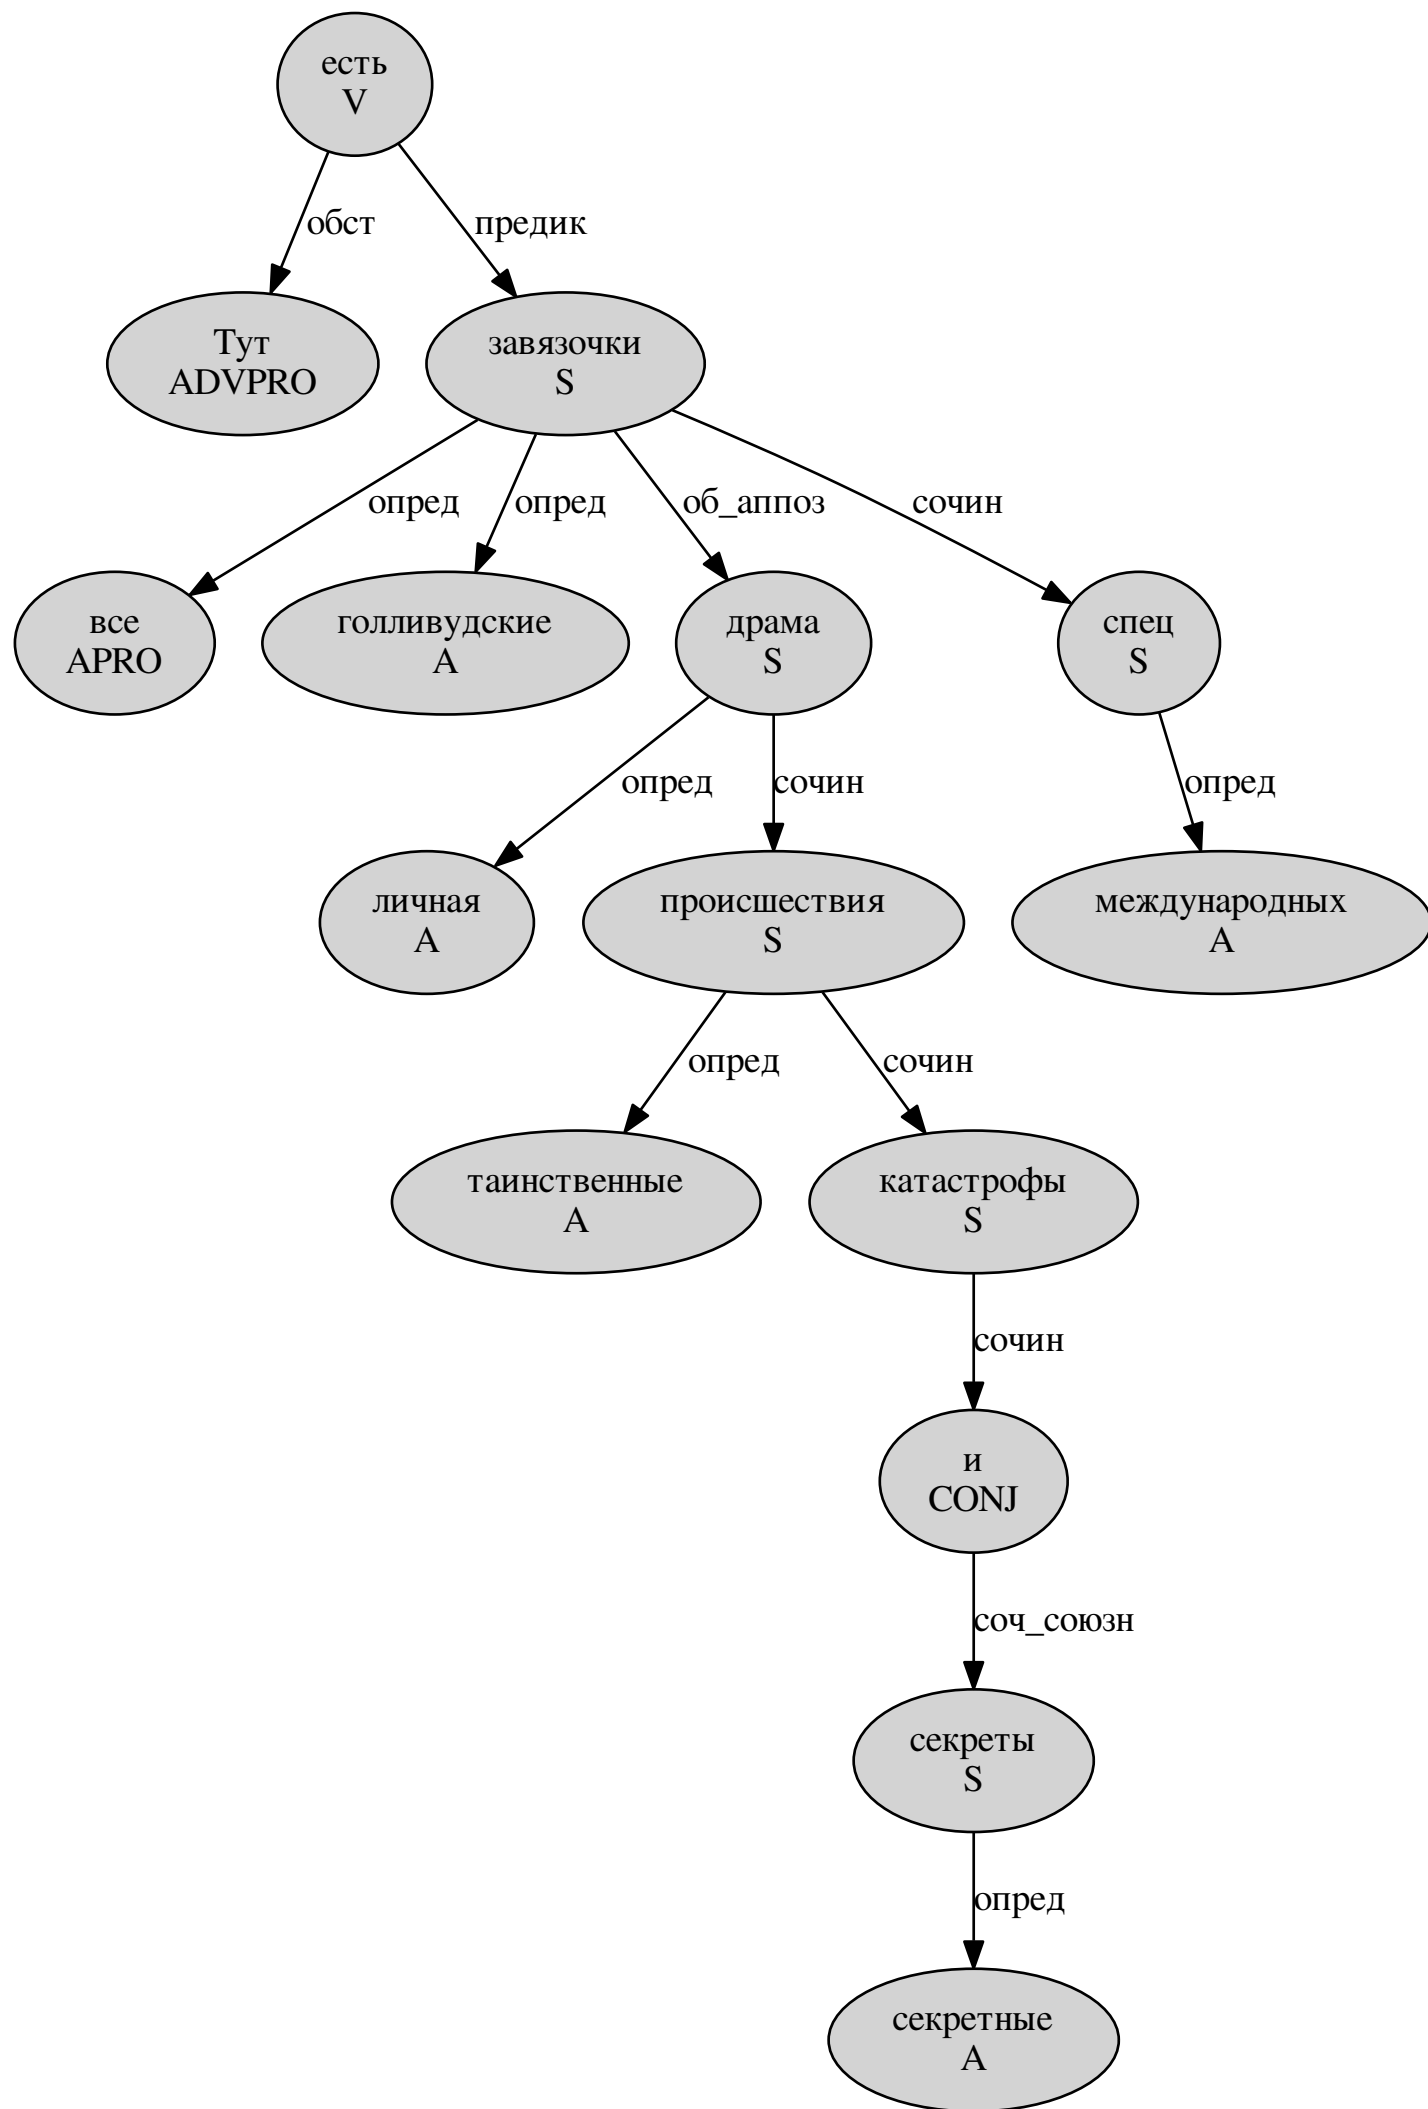 есть
V
обст
предик
Тут
ADVPRO
завязочки
S
опред
опред
об_аппоз
сочин
все
APRO
голливудские
A
драма
S
спец
S
опред
сочин
опред
личная
A
происшествия
S
международных
A
опред
сочин
таинственные
A
катастрофы
S
сочин
и
CONJ
соч_союзн
секреты
S
опред
секретные
A